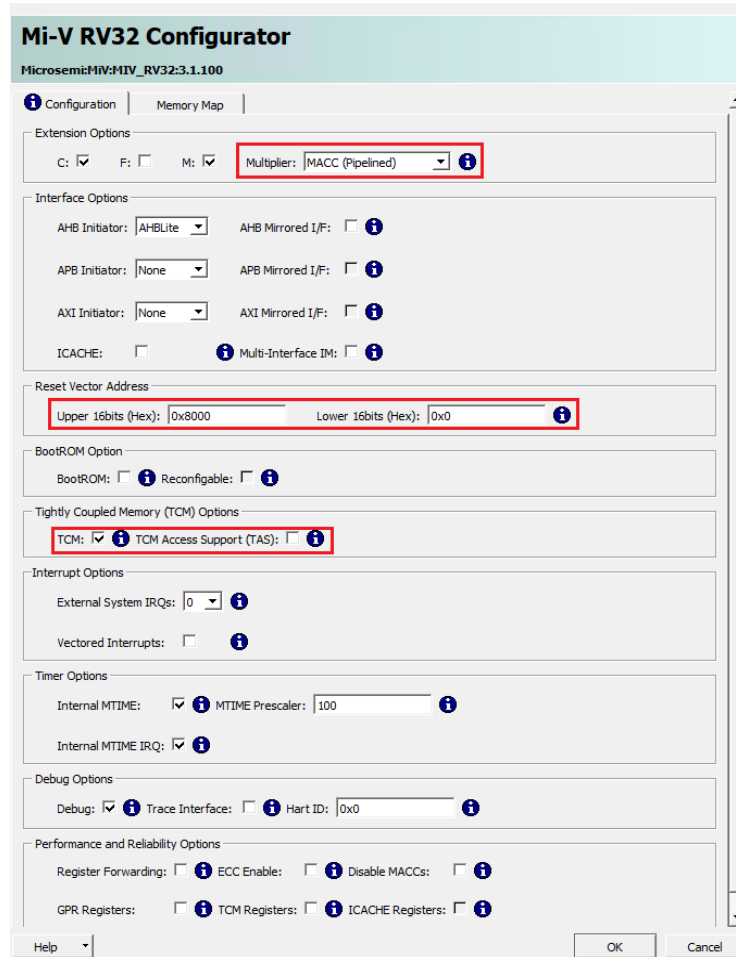 Mi-V RV32 Configurator
Microsemi:MiV:MIV_RV32:3.1.100
Configuration Memory Map
Extension Options
C: F: M: Multiplier: MACC (Pipelined)
Interface Options
AHB Initiator: AHBLite AHB Mirrored I/F:
APB Initiator: None APB Mirrored I/F:
AXI Initiator: None AXI Mirrored I/F:
ICACHE: Multi-Interface IM:
Reset Vector Address
Upper 16bits (Hex): 0x8000 Lower 16bits (Hex): 0x0
BootROM Option
BootROM: Reconfigable:
Tightly Coupled Memory (TCM) Options
TCM: TCM Access Support (TAS):
Interrupt Options
External System IRQs: 0
Vectored Interrupts:
Timer Options
Internal MTIME: MTIME Prescaler: 100
Internal MTIME IRQ:
Debug Options
Debug: Trace Interface: Hart ID: 0x0
Performance and Reliability Options
Register Forwarding: ECC Enable: Disable MACCs:
GPR Registers: TCM Registers: ICACHE Registers:
Help OK Cancel